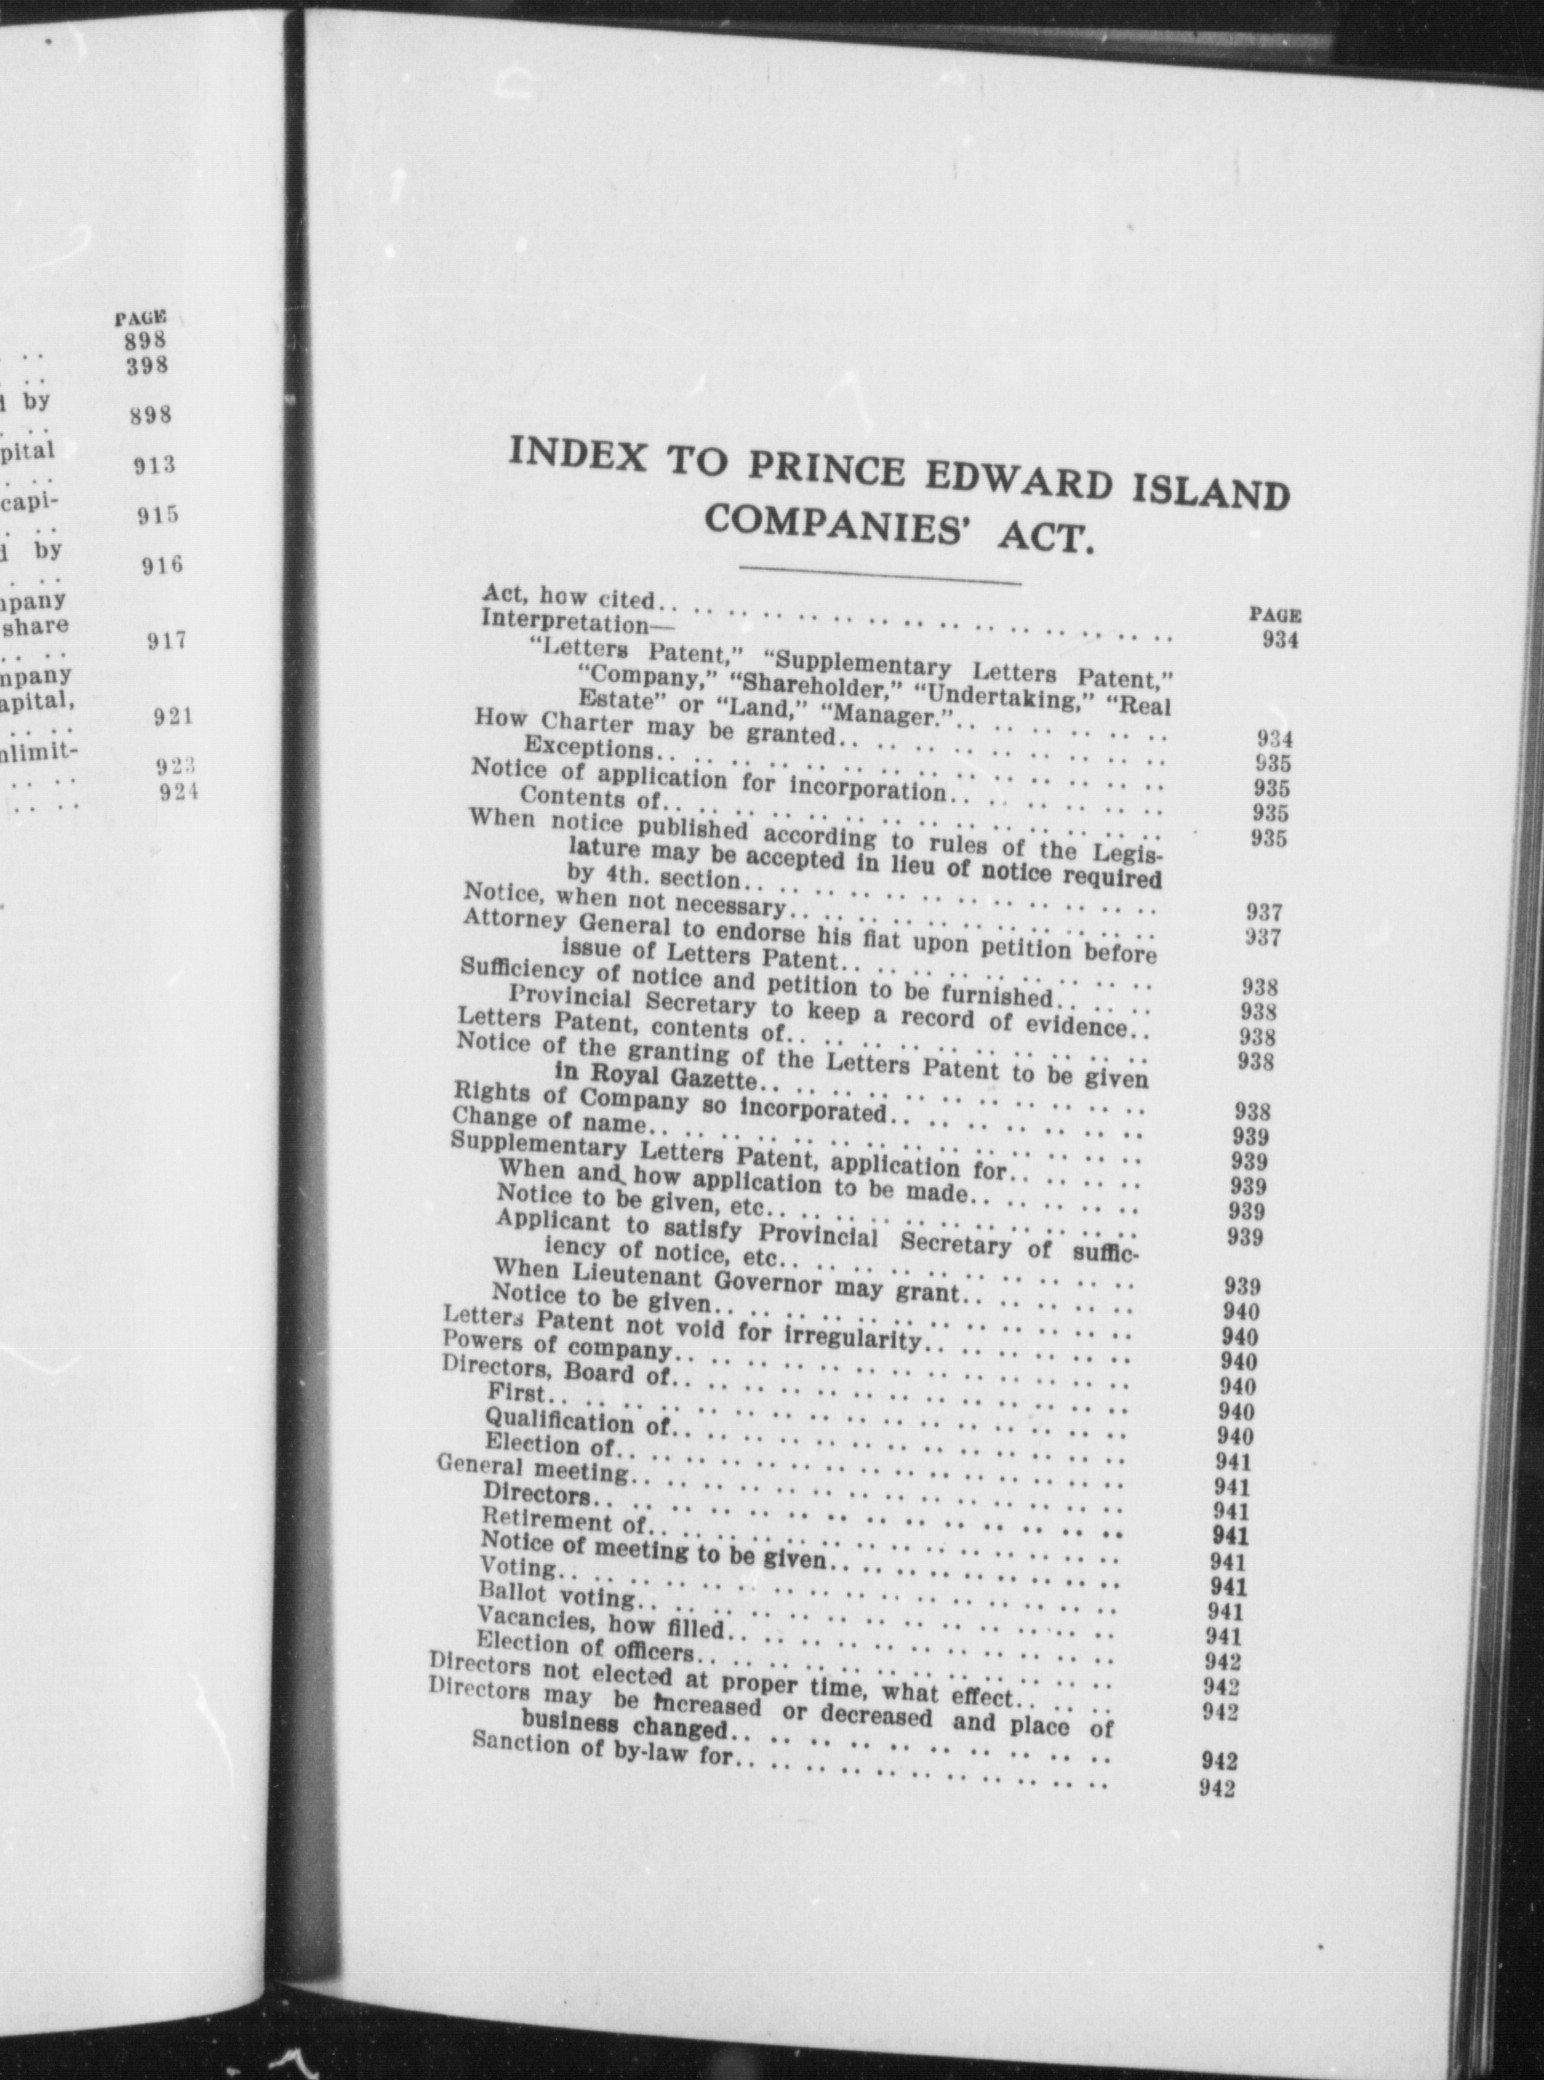 PAGE
898
398
by
898
pital
913
capi-
915
by
916
mpany
share
917
mpany
apital,
921
nlimit-
923
924
INDEX TO PRINCE EDWARD ISLAND
COMPANIES' ACT.
PAGE
Act, how cited.. .. .. .. .. .. .. .. .. .. .. .. .. .. .. 934
Interpretation—
"Letters Patent," "Supplementary Letters Patent,"
"Company," "Shareholder," "Undertaking," "Real
Estate" or "Land," "Manager.".. .. .. .. .. .. .. 934
How Charter may be granted.. .. .. .. .. .. .. .. .. .. 935
Exceptions.. .. .. .. .. .. .. .. .. .. .. .. .. .. 935
Notice of application for incorporation.. .. .. .. .. .. .. 935
Contents of.. .. .. .. .. .. .. .. .. .. .. .. .. .. 935
When notice published according to rules of the Legis-
lature may be accepted in lieu of notice required
by 4th. section.. .. .. .. .. .. .. .. .. .. .. .. 937
Notice, when not necessary.. .. .. .. .. .. .. .. .. .. .. 937
Attorney General to endorse his fiat upon petition before
issue of Letters Patent.. .. .. .. .. .. .. .. .. 938
Sufficiency of notice and petition to be furnished.. .. .. 938
Provincial Secretary to keep a record of evidence.. 938
Letters Patent, contents of.. .. .. .. .. .. .. .. .. .. .. 938
Notice of the granting of the Letters Patent to be given
in Royal Gazette.. .. .. .. .. .. .. .. .. .. .. .. 938
Rights of Company so incorporated.. .. .. .. .. .. .. .. 939
Change of name.. .. .. .. .. .. .. .. .. .. .. .. .. .. .. 939
Supplementary Letters Patent, application for.. .. .. .. 939
When and how application to be made.. .. .. .. .. 939
Notice to be given, etc.. .. .. .. .. .. .. .. .. .. .. 939
Applicant to satisfy Provincial Secretary of suffic-
iency of notice, etc.. .. .. .. .. .. .. .. .. .. 939
When Lieutenant Governor may grant.. .. .. .. .. 940
Notice to be given.. .. .. .. .. .. .. .. .. .. .. .. 940
Letters Patent not void for irregularity.. .. .. .. .. .. 940
Powers of company.. .. .. .. .. .. .. .. .. .. .. .. .. 940
Directors, Board of.. .. .. .. .. .. .. .. .. .. .. .. .. 940
First.. .. .. .. .. .. .. .. .. .. .. .. .. .. .. .. 940
Qualification of.. .. .. .. .. .. .. .. .. .. .. .. .. 941
Election of.. .. .. .. .. .. .. .. .. .. .. .. .. .. 941
General meeting.. .. .. .. .. .. .. .. .. .. .. .. .. .. 941
Directors.. .. .. .. .. .. .. .. .. .. .. .. .. .. .. 941
Retirement of.. .. .. .. .. .. .. .. .. .. .. .. .. .. 941
Notice of meeting to be given.. .. .. .. .. .. .. .. 941
Voting.. .. .. .. .. .. .. .. .. .. .. .. .. .. .. .. 941
Ballot voting.. .. .. .. .. .. .. .. .. .. .. .. .. .. 941
Vacancies, how filled.. .. .. .. .. .. .. .. .. .. .. 942
Election of officers.. .. .. .. .. .. .. .. .. .. .. .. 942
Directors not elected at proper time, what effect.. .. .. 942
Directors may be increased or decreased and place of
business changed.. .. .. .. .. .. .. .. .. .. .. 942
Sanction of by-law for.. .. .. .. .. .. .. .. .. .. .. 942